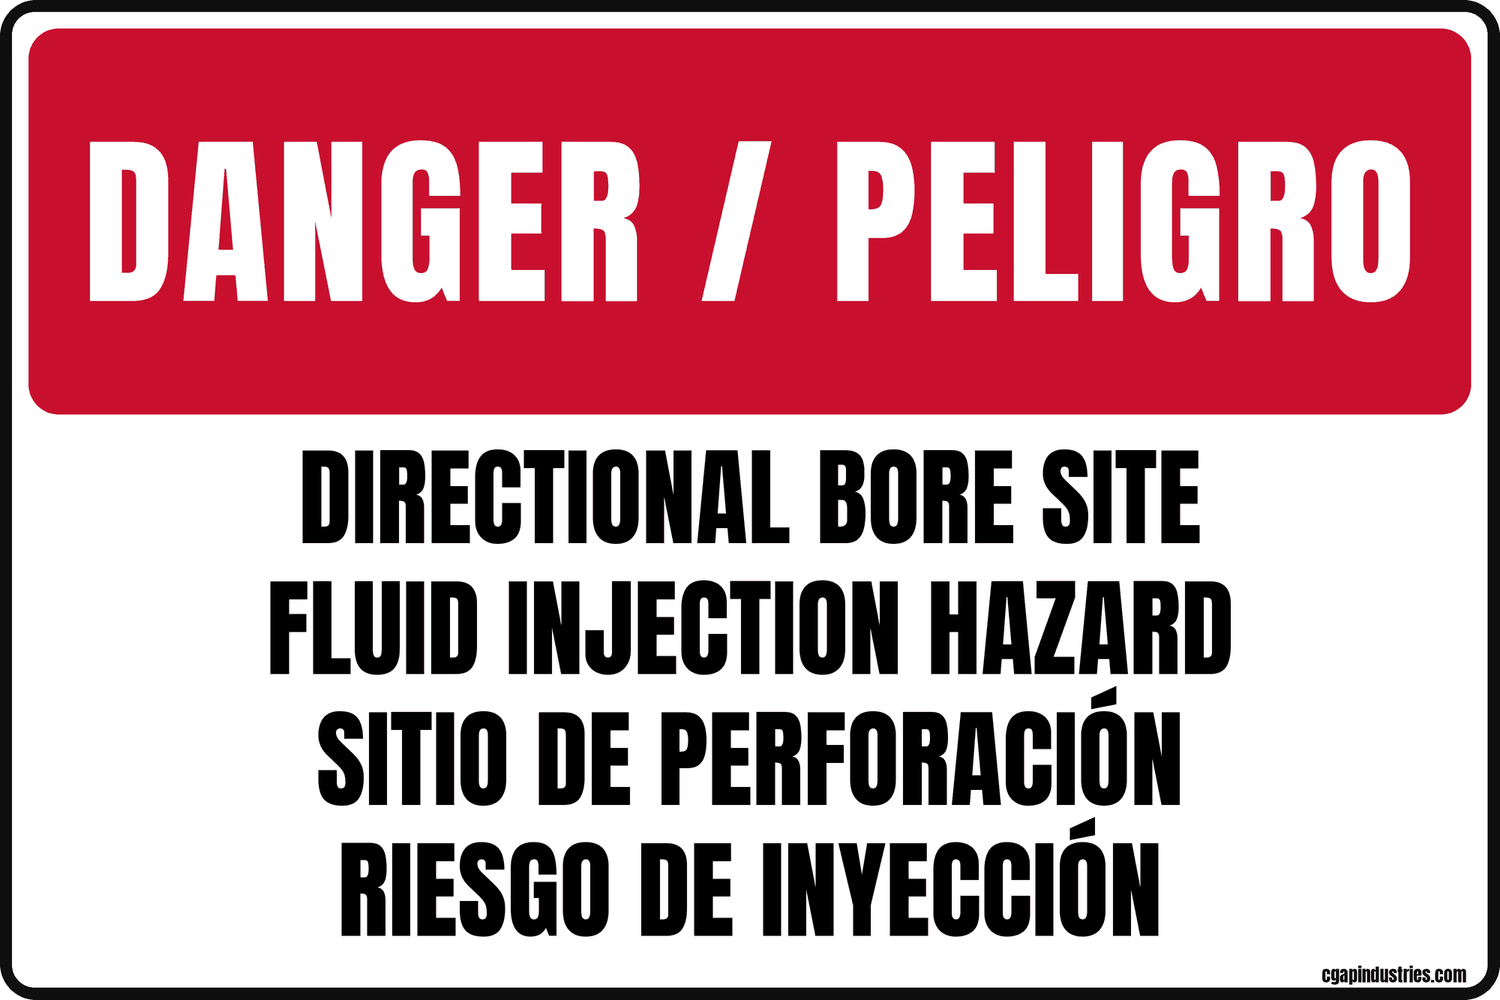 DANGER / PELIGRO
DIRECTIONAL BORE SITE
FLUID INJECTION HAZARD
SITIO DE PERFORACIÓN
RIESGO DE INYECCIÓN
cgapindustries.com